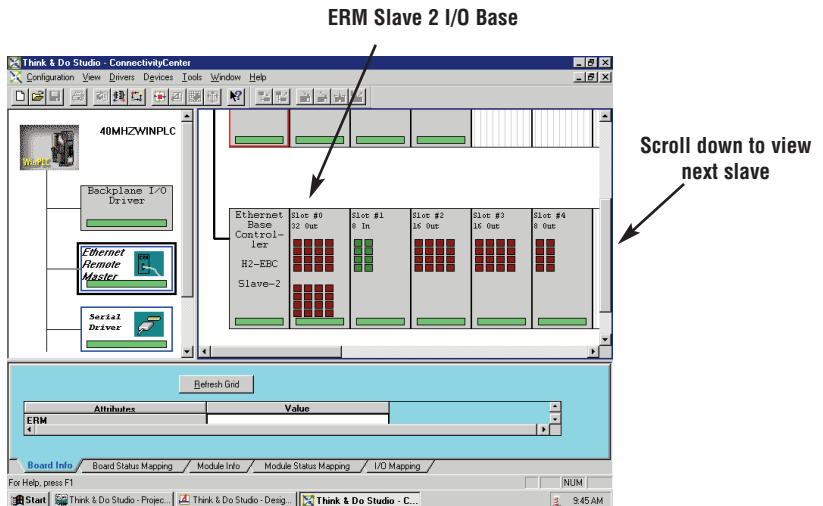 ERM Slave 2 I/O Base
Think & Do Studio - ConnectivityCenter
Configuration View Drivers Devices Tools Window Help
40MHZWINPLC
WinPLC
Backplane I/O
Driver
Ethernet
Remote
Master
Serial
Driver
Ethernet
Base
Control-
ler
H2-EBC
Slave-2
Slot #0
32 Out
Slot #1
8 In
Slot #2
16 Out
Slot #3
16 Out
Slot #4
8 Out
Scroll down to view
next slave
Refresh Grid
Attributes Value
ERM
Board Info Board Status Mapping Module Info Module Status Mapping I/O Mapping
For Help, press F1 NUM
Start Think & Do Studio - Projec... Think & Do Studio - Desig... Think & Do Studio - C... 9:45 AM